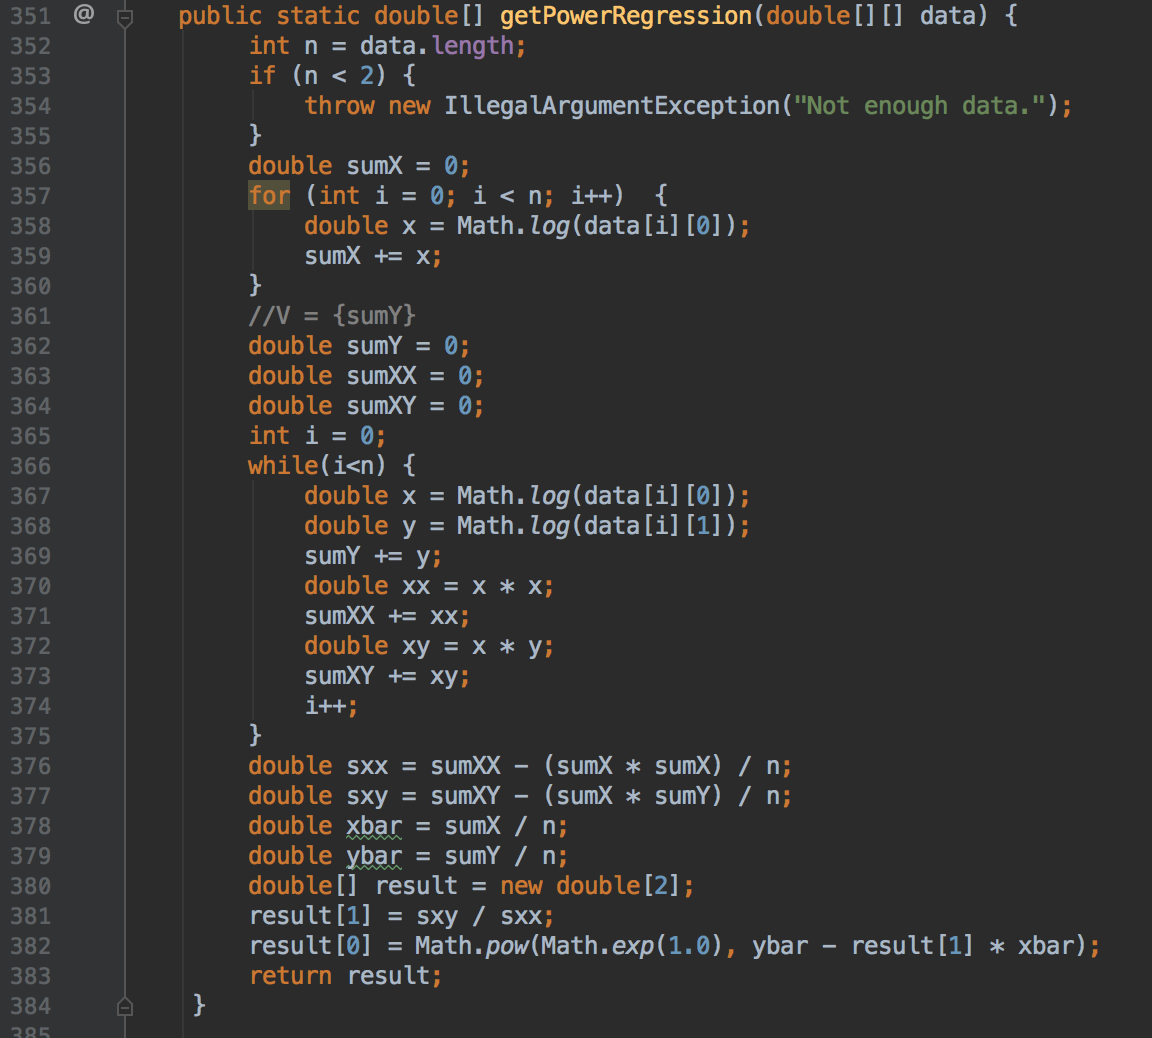 351 @ public static double[] getPowerRegression(double[][] data) {
352 int n = data.length;
353 if (n < 2) {
354 throw new IllegalArgumentException("Not enough data.");
355 }
356 double sumX = 0;
357 for (int i = 0; i < n; i++)  {
358 double x = Math.log(data[i][0]);
359 sumX += x;
360 }
361 //V = {sumY}
362 double sumY = 0;
363 double sumXX = 0;
364 double sumXY = 0;
365 int i = 0;
366 while(i<n) {
367 double x = Math.log(data[i][0]);
368 double y = Math.log(data[i][1]);
369 sumY += y;
370 double xx = x * x;
371 sumXX += xx;
372 double xy = x * y;
373 sumXY += xy;
374 i++;
375 }
376 double sxx = sumXX - (sumX * sumX) / n;
377 double sxy = sumXY - (sumX * sumY) / n;
378 double xbar = sumX / n;
379 double ybar = sumY / n;
380 double[] result = new double[2];
381 result[1] = sxy / sxx;
382 result[0] = Math.pow(Math.exp(1.0), ybar - result[1] * xbar);
383 return result;
384 }
385